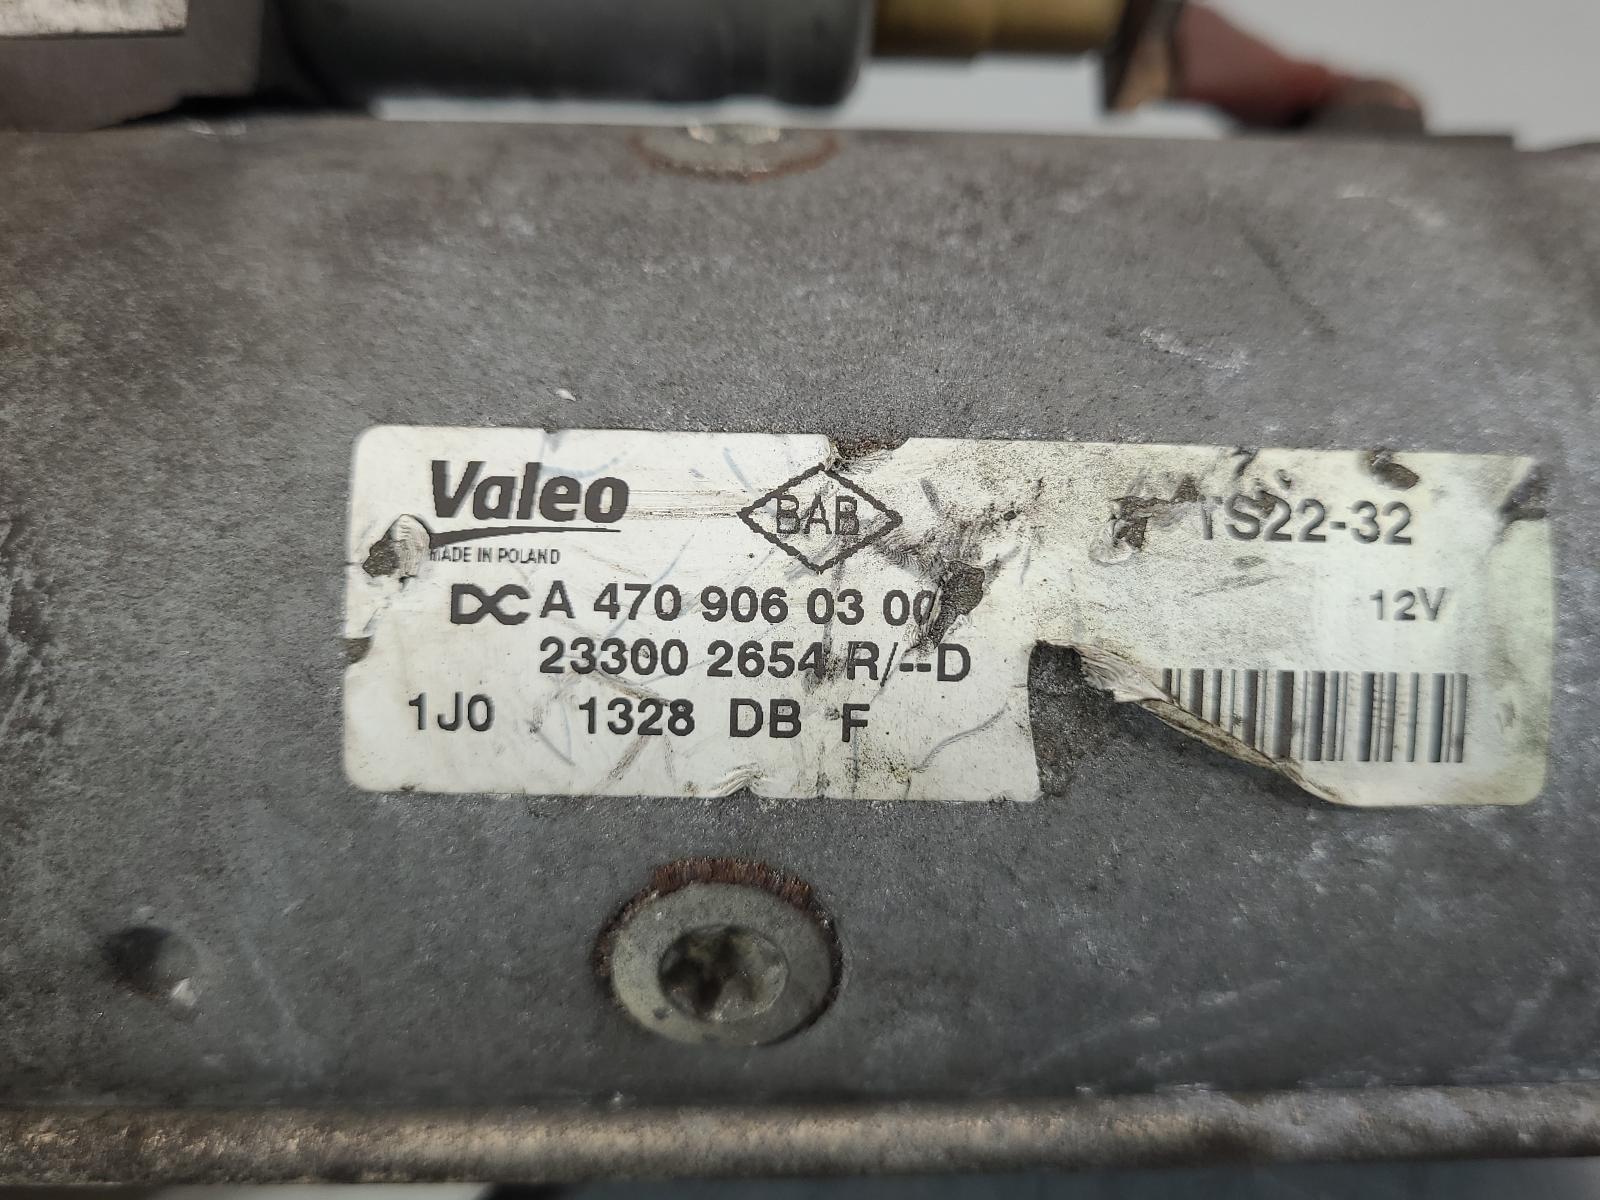 Valeo
MADE IN POLAND
BAB
TS22-32
DC A 470 906 03 00
12V
23300 2654 R/--D
1J0 1328 DB F